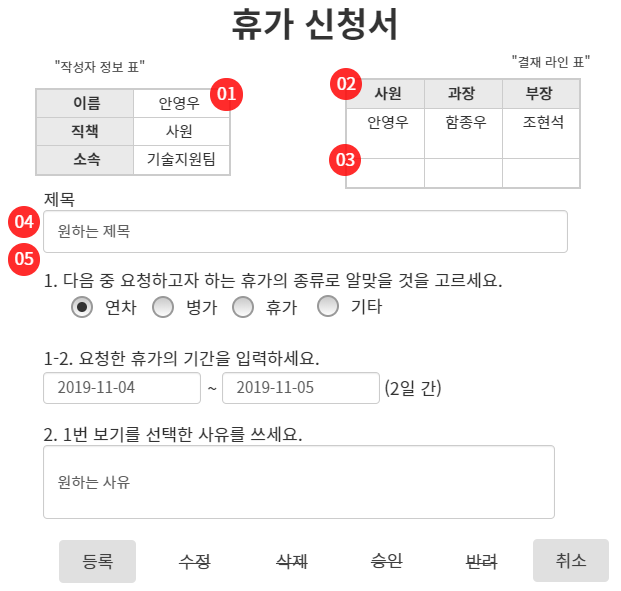 휴가 신청서
"작성자 정보 표"
"결재 라인 표"
01
이름 안영우
직책 사원
소속 기술지원팀
02
사원 과장 부장
안영우 함종우 조현석
03
제목
04
원하는 제목
05
1. 다음 중 요청하고자 하는 휴가의 종류로 알맞을 것을 고르세요.
연차 병가 휴가 기타
1-2. 요청한 휴가의 기간을 입력하세요.
2019-11-04 ~ 2019-11-05 (2일 간)
2. 1번 보기를 선택한 사유를 쓰세요.
원하는 사유
등록 수정 삭제 승인 반려 취소